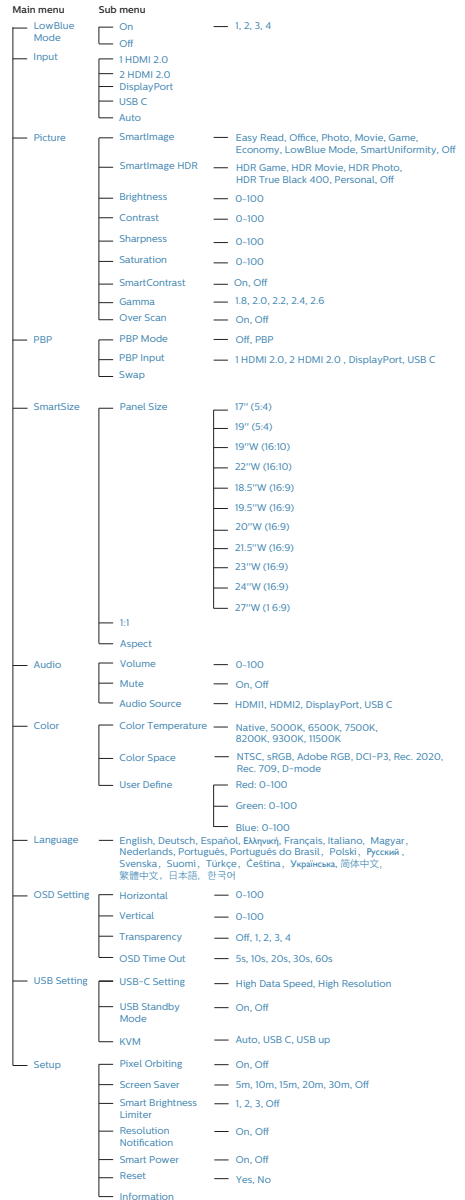 Main menu Sub menu
LowBlue Mode On 1, 2, 3, 4
Off
Input 1 HDMI 2.0
2 HDMI 2.0
DisplayPort
USB C
Auto
Picture SmartImage Easy Read, Office, Photo, Movie, Game,
Economy, LowBlue Mode, SmartUniformity, Off
SmartImage HDR HDR Game, HDR Movie, HDR Photo,
HDR True Black 400, Personal, Off
Brightness 0-100
Contrast 0-100
Sharpness 0-100
Saturation 0-100
SmartContrast On, Off
Gamma 1.8, 2.0, 2.2, 2.4, 2.6
Over Scan On, Off
PBP PBP Mode Off, PBP
PBP Input 1 HDMI 2.0, 2 HDMI 2.0 , DisplayPort, USB C
Swap
SmartSize Panel Size 17" (5:4)
19" (5:4)
19"W (16:10)
22"W (16:10)
18.5"W (16:9)
19.5"W (16:9)
20"W (16:9)
21.5"W (16:9)
23"W (16:9)
24"W (16:9)
27"W (1 6:9)
1:1
Aspect
Audio Volume 0-100
Mute On, Off
Audio Source HDMI1, HDMI2, DisplayPort, USB C
Color Color Temperature Native, 5000K, 6500K, 7500K,
8200K, 9300K, 11500K
Color Space NTSC, sRGB, Adobe RGB, DCI-P3, Rec. 2020,
Rec. 709, D-mode
User Define Red: 0-100
Green: 0-100
Blue: 0-100
Language English, Deutsch, Español, Ελληνική, Français, Italiano, Magyar,
Nederlands, Português, Português do Brasil, Polski, Русский,
Svenska, Suomi, Türkçe, Čeština, Українська, 简体中文,
繁體中文, 日本語, 한국어
OSD Setting Horizontal 0-100
Vertical 0-100
Transparency Off, 1, 2, 3, 4
OSD Time Out 5s, 10s, 20s, 30s, 60s
USB Setting USB-C Setting High Data Speed, High Resolution
USB Standby
Mode On, Off
KVM Auto, USB C, USB up
Setup Pixel Orbiting On, Off
Screen Saver 5m, 10m, 15m, 20m, 30m, Off
Smart Brightness
Limiter 1, 2, 3, Off
Resolution
Notification On, Off
Smart Power On, Off
Reset Yes, No
Information